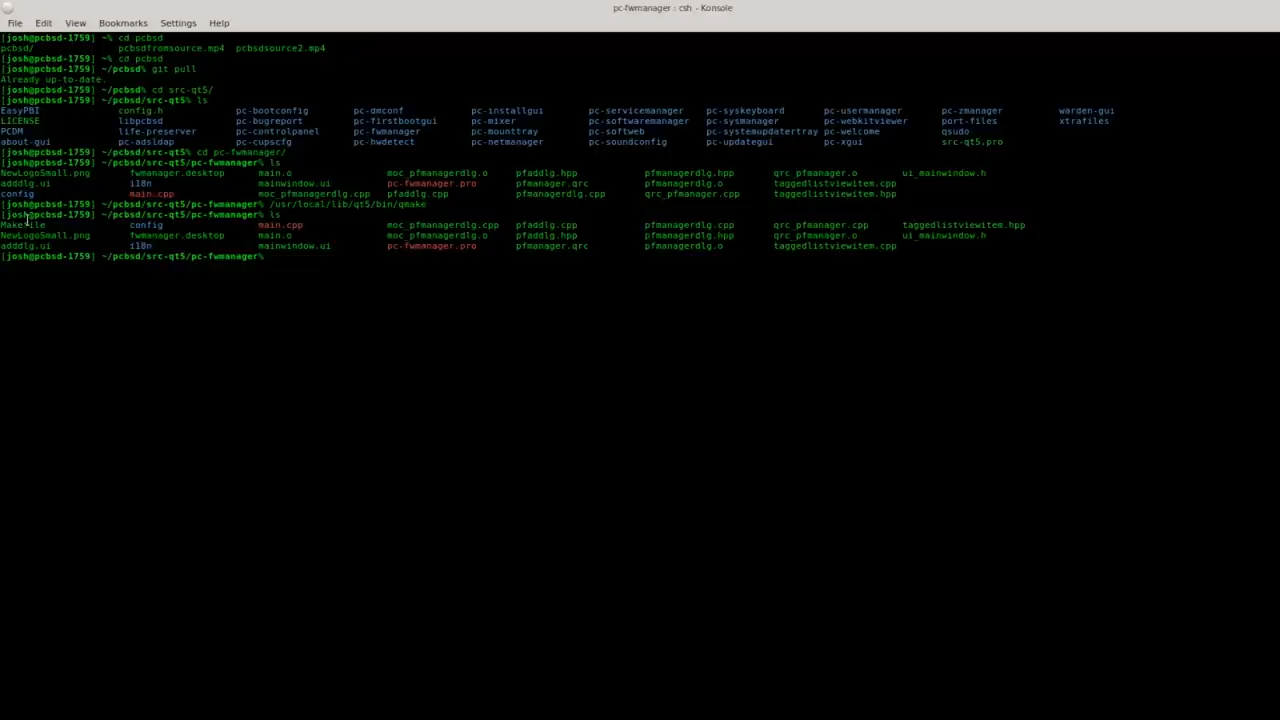 pc-fwmanager : csh - Konsole
File Edit View Bookmarks Settings Help
[josh@pcbsd-1759] ~% cd pcbsd
pcbsd/ pcbsdfromsource.mp4 pcbsdsource2.mp4
[josh@pcbsd-1759] ~% cd pcbsd
[josh@pcbsd-1759] ~/pcbsd% git pull
Already up-to-date.
[josh@pcbsd-1759] ~/pcbsd% cd src-qt5/
[josh@pcbsd-1759] ~/pcbsd/src-qt5% ls
EasyPBI config.h pc-bootconfig pc-dmconf pc-installgui pc-servicemanager pc-syskeyboard pc-usermanager pc-zmanager warden-gui
LICENSE libpcbsd pc-bugreport pc-firstbootgui pc-mixer pc-softwaremanager pc-sysmanager pc-webkitviewer port-files xtrafiles
PCDM life-preserver pc-controlpanel pc-fwmanager pc-mounttray pc-softweb pc-systemupdatertray pc-welcome qsudo
about-gui pc-adsldap pc-cupscfg pc-hwdetect pc-netmanager pc-soundconfig pc-updategui pc-xgui src-qt5.pro
[josh@pcbsd-1759] ~/pcbsd/src-qt5% cd pc-fwmanager/
[josh@pcbsd-1759] ~/pcbsd/src-qt5/pc-fwmanager% ls
NewLogoSmall.png fwmanager.desktop main.o moc_pfmanagerdlg.o pfaddlg.hpp pfmanagerdlg.hpp qrc_pfmanager.o ui_mainwindow.h
adddlg.ui i18n mainwindow.ui pc-fwmanager.pro pfmanager.qrc pfmanagerdlg.o taggedlistviewitem.cpp
config main.cpp moc_pfmanagerdlg.cpp pfaddlg.cpp pfmanagerdlg.cpp qrc_pfmanager.cpp taggedlistviewitem.hpp
[josh@pcbsd-1759] ~/pcbsd/src-qt5/pc-fwmanager% /usr/local/lib/qt5/bin/qmake
[josh@pcbsd-1759] ~/pcbsd/src-qt5/pc-fwmanager% ls
Makefile config main.cpp moc_pfmanagerdlg.cpp pfaddlg.cpp pfmanagerdlg.cpp qrc_pfmanager.cpp taggedlistviewitem.hpp
NewLogoSmall.png fwmanager.desktop main.o moc_pfmanagerdlg.o pfaddlg.hpp pfmanagerdlg.hpp qrc_pfmanager.o ui_mainwindow.h
adddlg.ui i18n mainwindow.ui pc-fwmanager.pro pfmanager.qrc pfmanagerdlg.o taggedlistviewitem.cpp
[josh@pcbsd-1759] ~/pcbsd/src-qt5/pc-fwmanager%